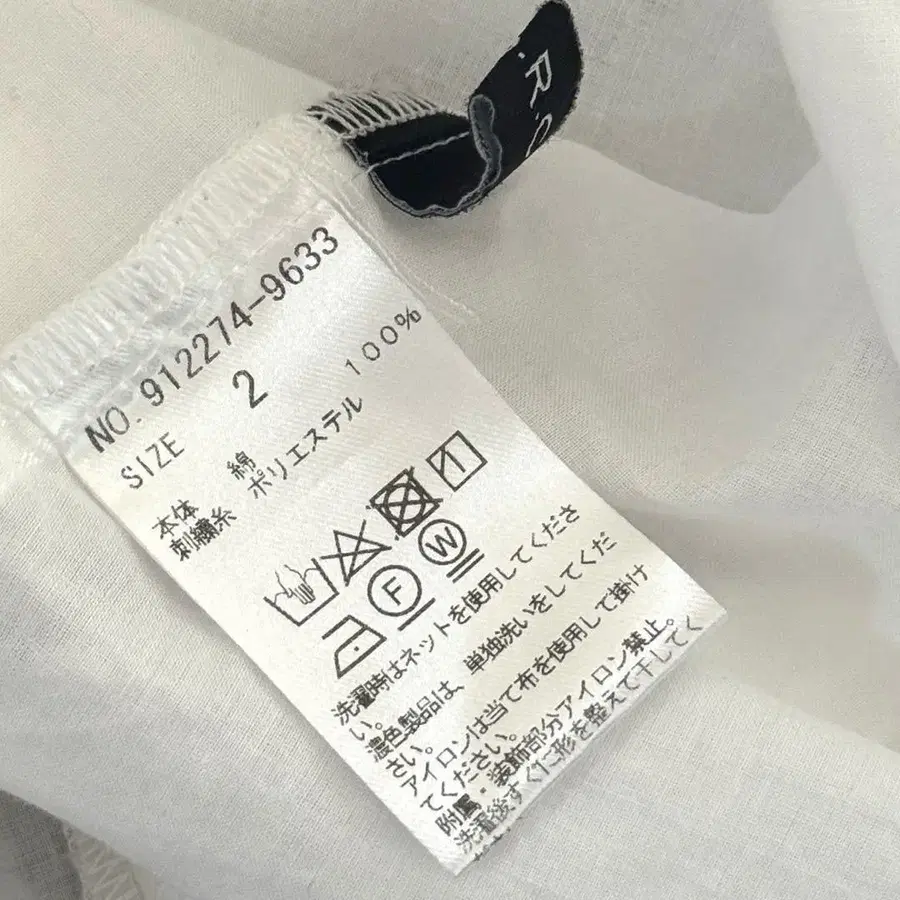 .R.C
NO. 912274-9633
SIZE 2
本体 綿 100%
刺繍糸 ポリエステル
F W
洗濯時はネットを使用してくださ
い。
濃色製品は、単独洗いをしてくだ
さい。
アイロンは当て布を使用して掛け
てください。
附属・装飾部分アイロン禁止。
洗濯後すぐに形を整えて干してく